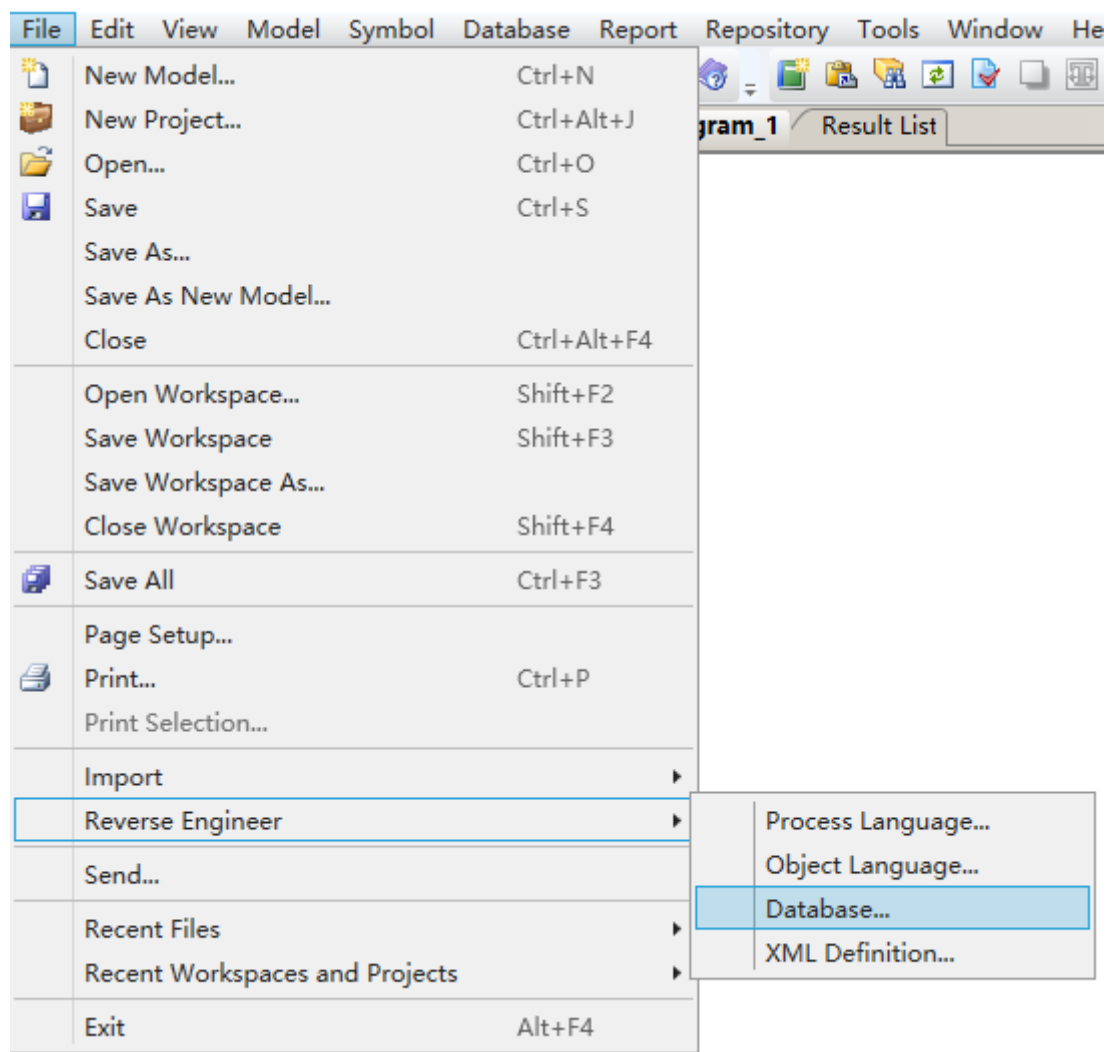 File Edit View Model Symbol Database Report Repository Tools Window He
New Model... Ctrl+N
New Project... Ctrl+Alt+J
gram_1 Result List
Open... Ctrl+O
Save Ctrl+S
Save As...
Save As New Model...
Close Ctrl+Alt+F4
Open Workspace... Shift+F2
Save Workspace Shift+F3
Save Workspace As...
Close Workspace Shift+F4
Save All Ctrl+F3
Page Setup...
Print... Ctrl+P
Print Selection...
Import
Reverse Engineer
Process Language...
Object Language...
Database...
XML Definition...
Send...
Recent Files
Recent Workspaces and Projects
Exit Alt+F4